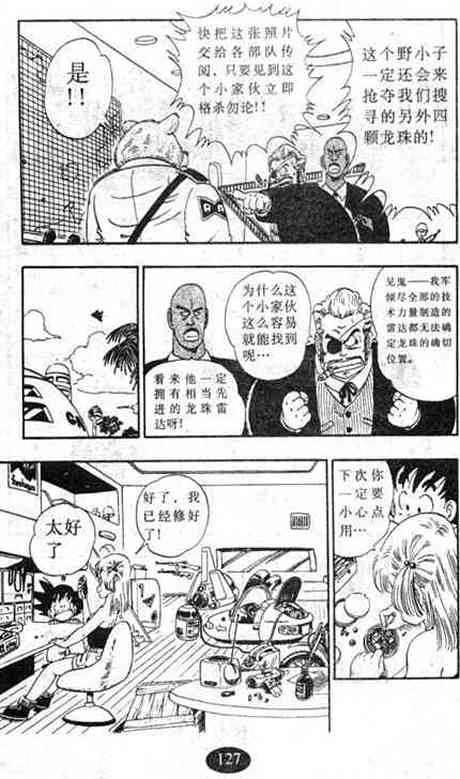 这个野小子
一定还会来
抢夺我们搜
寻的另外四
颗龙珠的!
快把这张照片
交给各部队传
阅，只要见到这
个小家伙立即
格杀勿论!!
是
!!
见鬼——我军
倾尽全部的技
术力量制造的
雷达都无法确
定龙珠的确切
位置。
为什么这
个小家伙
这么容易
就能找到
呢…
看来他一定
拥有相当先
进的龙珠雷
达呀!
下次你
一定要
小心点
用…
好了，我
已经修好
了!
太好
了
127